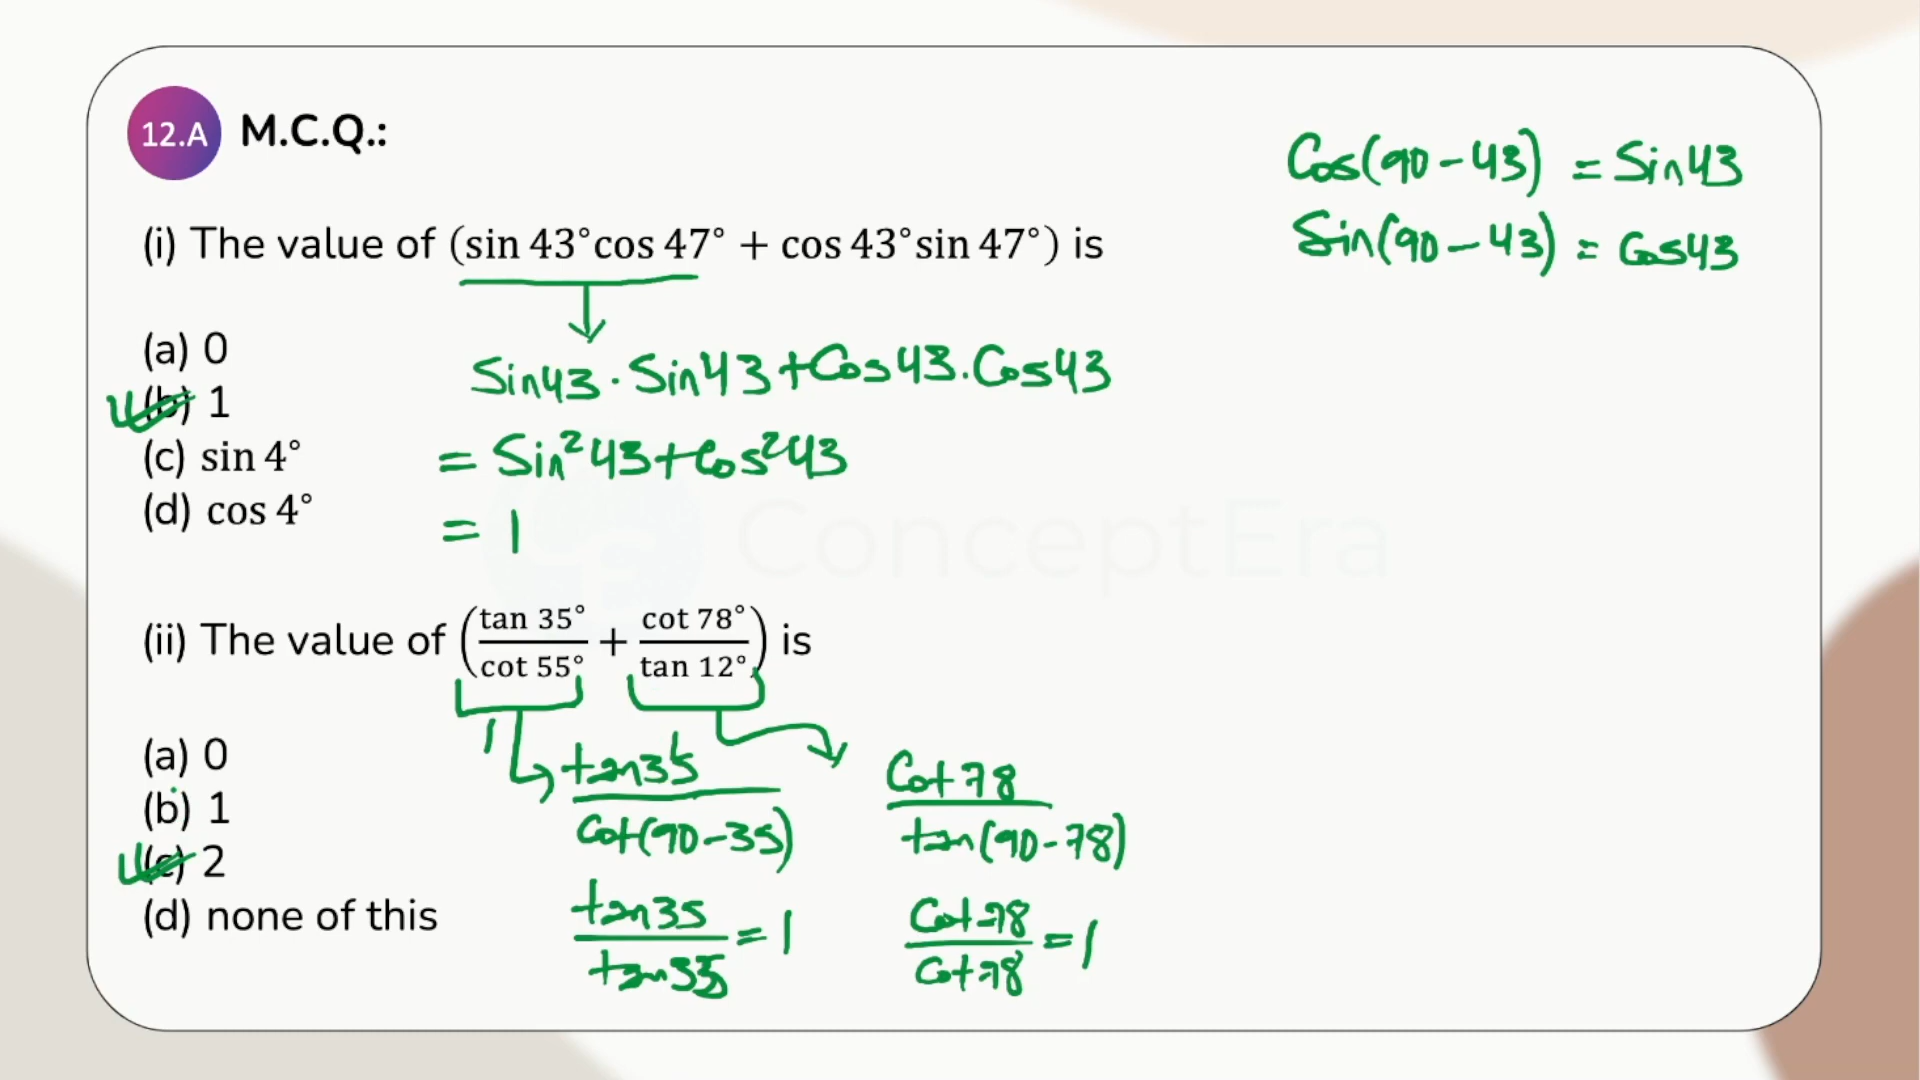 12.A M.C.Q.:
Cos(90-43) = Sin43
Sin(90-43) = Cos43
(i) The value of (sin 43°cos 47° + cos 43°sin 47°) is
(a) 0
Sin43 . Sin43 + Cos43 . Cos43
(b) 1
(c) sin 4°
= Sin²43 + Cos²43
(d) cos 4°
= 1
ConceptEra
(ii) The value of (tan 35°/cot 55° + cot 78°/tan 12°) is
1 1
(a) 0
tan35/cot(90-35)
Cot78/tan(90-78)
(b) 1
(c) 2
(d) none of this
tan35/tan35 = 1
Cot78/Cot78 = 1